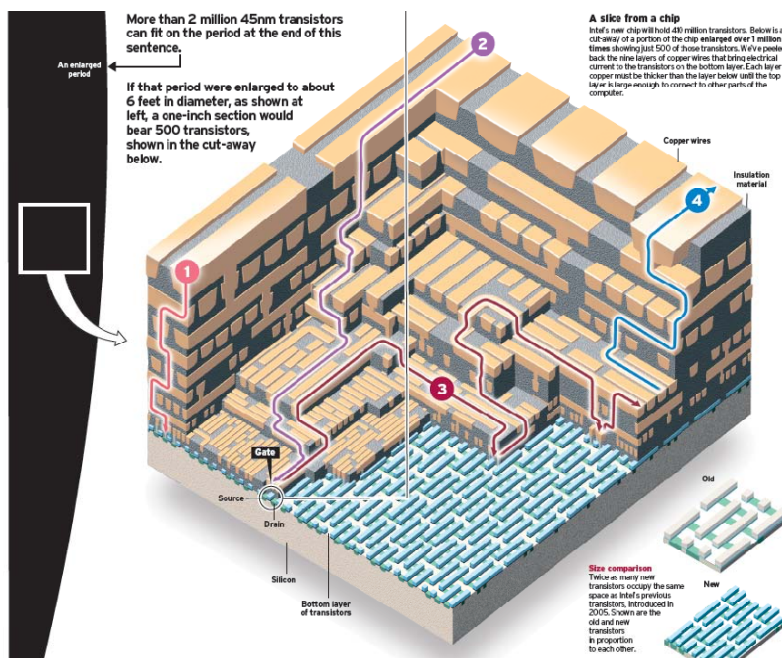 More than 2 million 45nm transistors
can fit on the period at the end of this
sentence.
An enlarged
period
If that period were enlarged to about
6 feet in diameter, as shown at
left, a one-inch section would
bear 500 transistors,
shown in the cut-away
below.
A slice from a chip
Intel's new chip will hold 410 million transistors. Below is a
cut-away of a portion of the chip enlarged over 1 million
times showing just 500 of those transistors. We've peeled
back the nine layers of copper wires that bring electrical
current to the transistors on the bottom layer. Each layer
copper must be thicker than the layer below until the top
layer is large enough to connect to other parts of the
computer.
Copper wires
Insulation
material
1
2
3
4
Gate
Source
Drain
Silicon
Bottom layer
of transistors
Old
Size comparison
Twice as many new
transistors occupy the same
space as Intel's previous
transistors, introduced in
2005. Shown are the
old and new
transistors
in proportion
to each other.
New